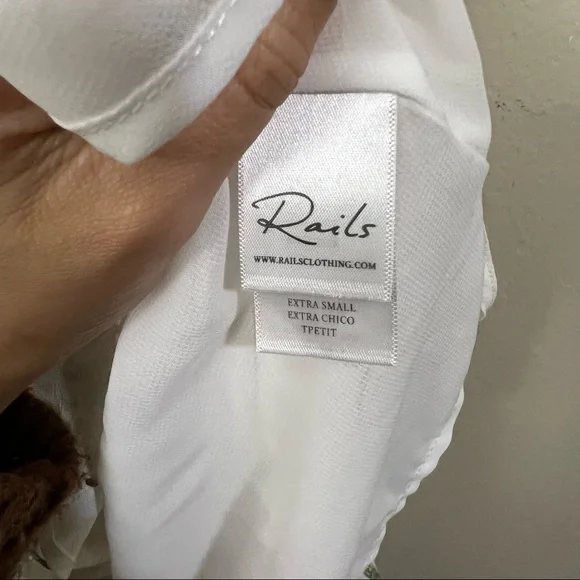 Rails
WWW.RAILSCLOTHING.COM
EXTRA SMALL
EXTRA CHICO
TPETIT